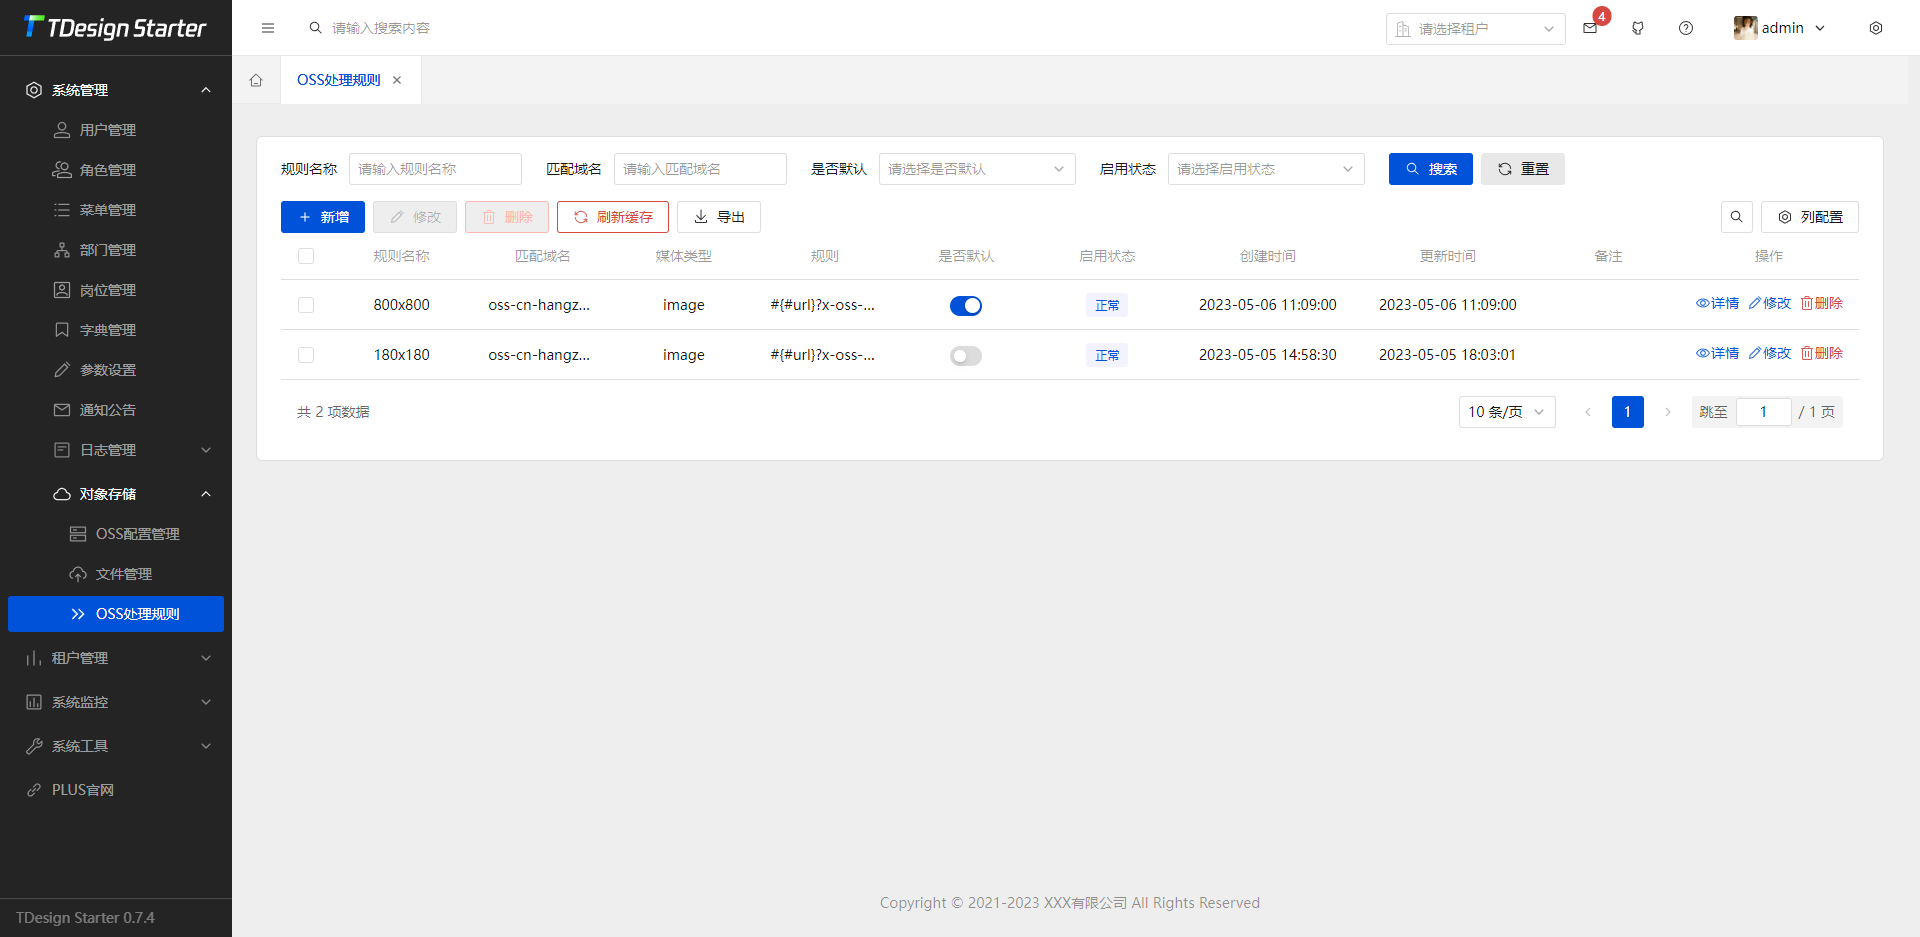 TDesign Starter
请输入搜索内容
请选择租户
4
admin
系统管理
用户管理
角色管理
菜单管理
部门管理
岗位管理
字典管理
参数设置
通知公告
日志管理
对象存储
OSS配置管理
文件管理
OSS处理规则
租户管理
系统监控
系统工具
PLUS官网
TDesign Starter 0.7.4
OSS处理规则
规则名称 请输入规则名称 匹配域名 请输入匹配域名 是否默认 请选择是否默认 启用状态 请选择启用状态 搜索 重置
新增 修改 删除 刷新缓存 导出 列配置
规则名称 匹配域名 媒体类型 规则 是否默认 启用状态 创建时间 更新时间 备注 操作
800x800 oss-cn-hangz... image #{#url}?x-oss-... 正常 2023-05-06 11:09:00 2023-05-06 11:09:00 详情 修改 删除
180x180 oss-cn-hangz... image #{#url}?x-oss-... 正常 2023-05-05 14:58:30 2023-05-05 18:03:01 详情 修改 删除
共 2 项数据 10 条/页 1 跳至 1 / 1 页
Copyright © 2021-2023 XXX有限公司 All Rights Reserved